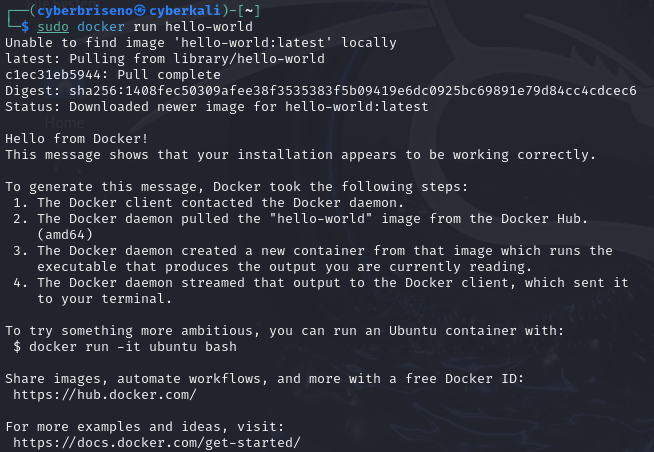 ┌──(cyberbriseno㉿cyberkali)-[~]
└─$ sudo docker run hello-world
Unable to find image 'hello-world:latest' locally
latest: Pulling from library/hello-world
c1ec31eb5944: Pull complete
Digest: sha256:1408fec50309afee38f3535383f5b09419e6dc0925bc69891e79d84cc4cdcec6
Status: Downloaded newer image for hello-world:latest
Home
Hello from Docker!
This message shows that your installation appears to be working correctly.
To generate this message, Docker took the following steps:
1. The Docker client contacted the Docker daemon.
2. The Docker daemon pulled the "hello-world" image from the Docker Hub.
(amd64)
3. The Docker daemon created a new container from that image which runs the
executable that produces the output you are currently reading.
4. The Docker daemon streamed that output to the Docker client, which sent it
to your terminal.
To try something more ambitious, you can run an Ubuntu container with:
$ docker run -it ubuntu bash
Share images, automate workflows, and more with a free Docker ID:
https://hub.docker.com/
For more examples and ideas, visit:
https://docs.docker.com/get-started/